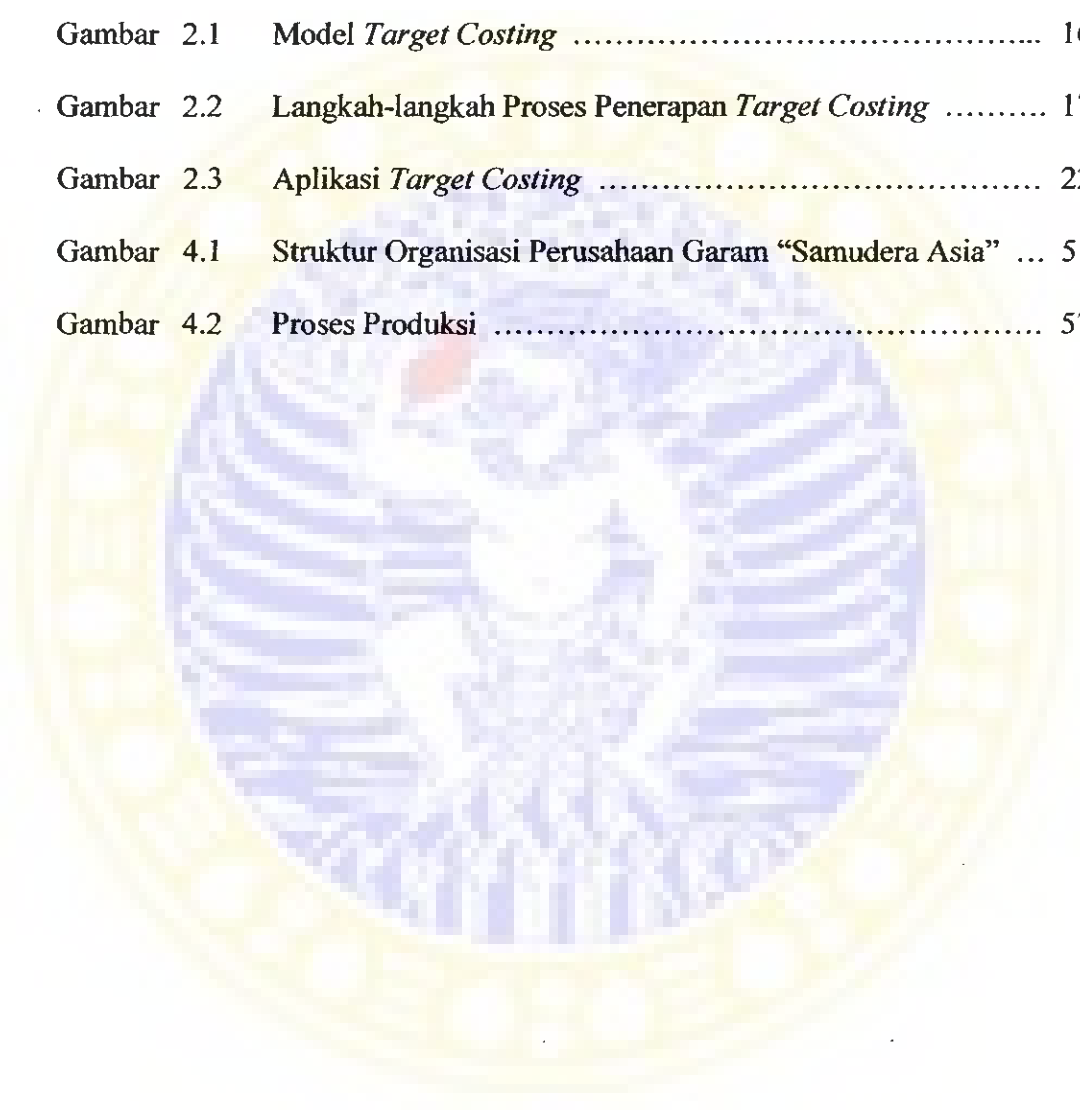 Gambar 2.1 Model Target Costing ...............................................
Gambar 2.2 Langkah-langkah Proses Penerapan Target Costing ..........
Gambar 2.3 Aplikasi Target Costing ............................................
Gambar 4.1 Struktur Organisasi Perusahaan Garam “Samudera Asia” ...
Gambar 4.2 Proses Produksi .......................................................